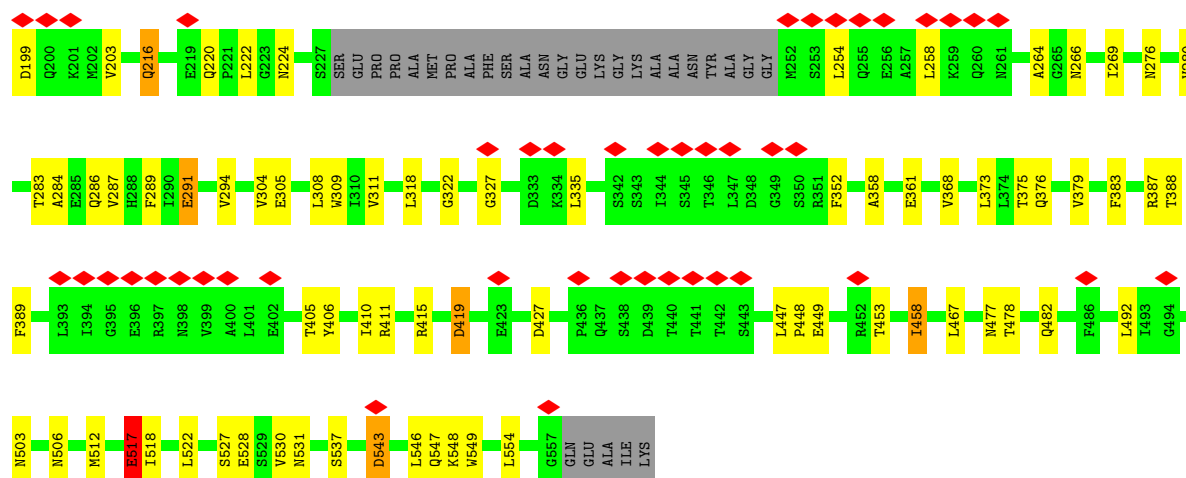 D199 Q200 K201 M202 V203 Q216 E219 Q220 P221 L222 G223 N224 S227 SER GLU PRO PRO ALA MET PRO ALA PHE SER ALA ASN GLY GLU LYS GLY LYS ALA ALA ASN TYR ALA GLY GLY M252 S253 L254 Q255 E256 A257 L258 K259 Q260 N261 A264 G265 N266 I269 N276
T283 A284 E285 Q286 V287 H288 F289 I290 E291 V294 V304 E305 L308 W309 I310 V311 L318 G322 G327 D333 K334 L335 S342 S343 I344 S345 T346 L347 D348 G349 S350 R351 F352 A358 E361 V368 L373 L374 T375 Q376 V379 F383 R387 T388
F389 L393 I394 G395 E396 R397 N398 V399 A400 L401 E402 T405 Y406 I410 R411 R415 D419 E423 D427 P436 Q437 S438 D439 T440 T441 T442 S443 L447 P448 E449 R452 T453 I458 L467 N477 T478 Q482 F486 L492 I493 G494
N503 N506 M512 E517 I518 L522 S527 E528 S529 V530 N531 S537 D543 L546 Q547 K548 W549 L554 G557 GLN GLU ALA ILE LYS